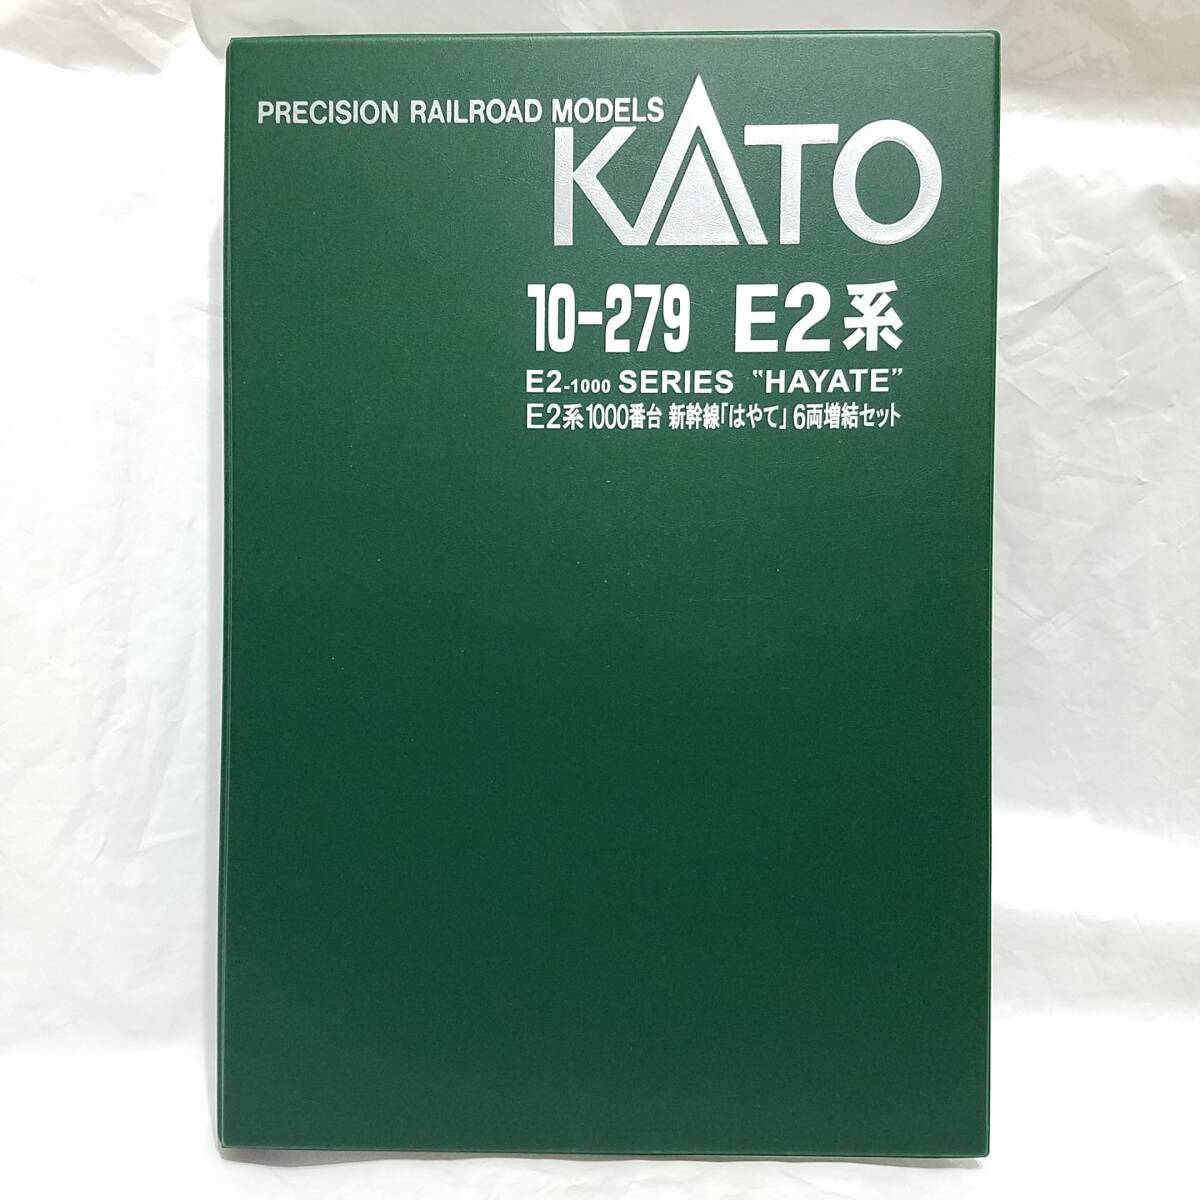 PRECISION RAILROAD MODELS
KATO
10-279 E2系
E2-1000 SERIES "HAYATE"
E2系1000番台 新幹線「はやて」6両増結セット